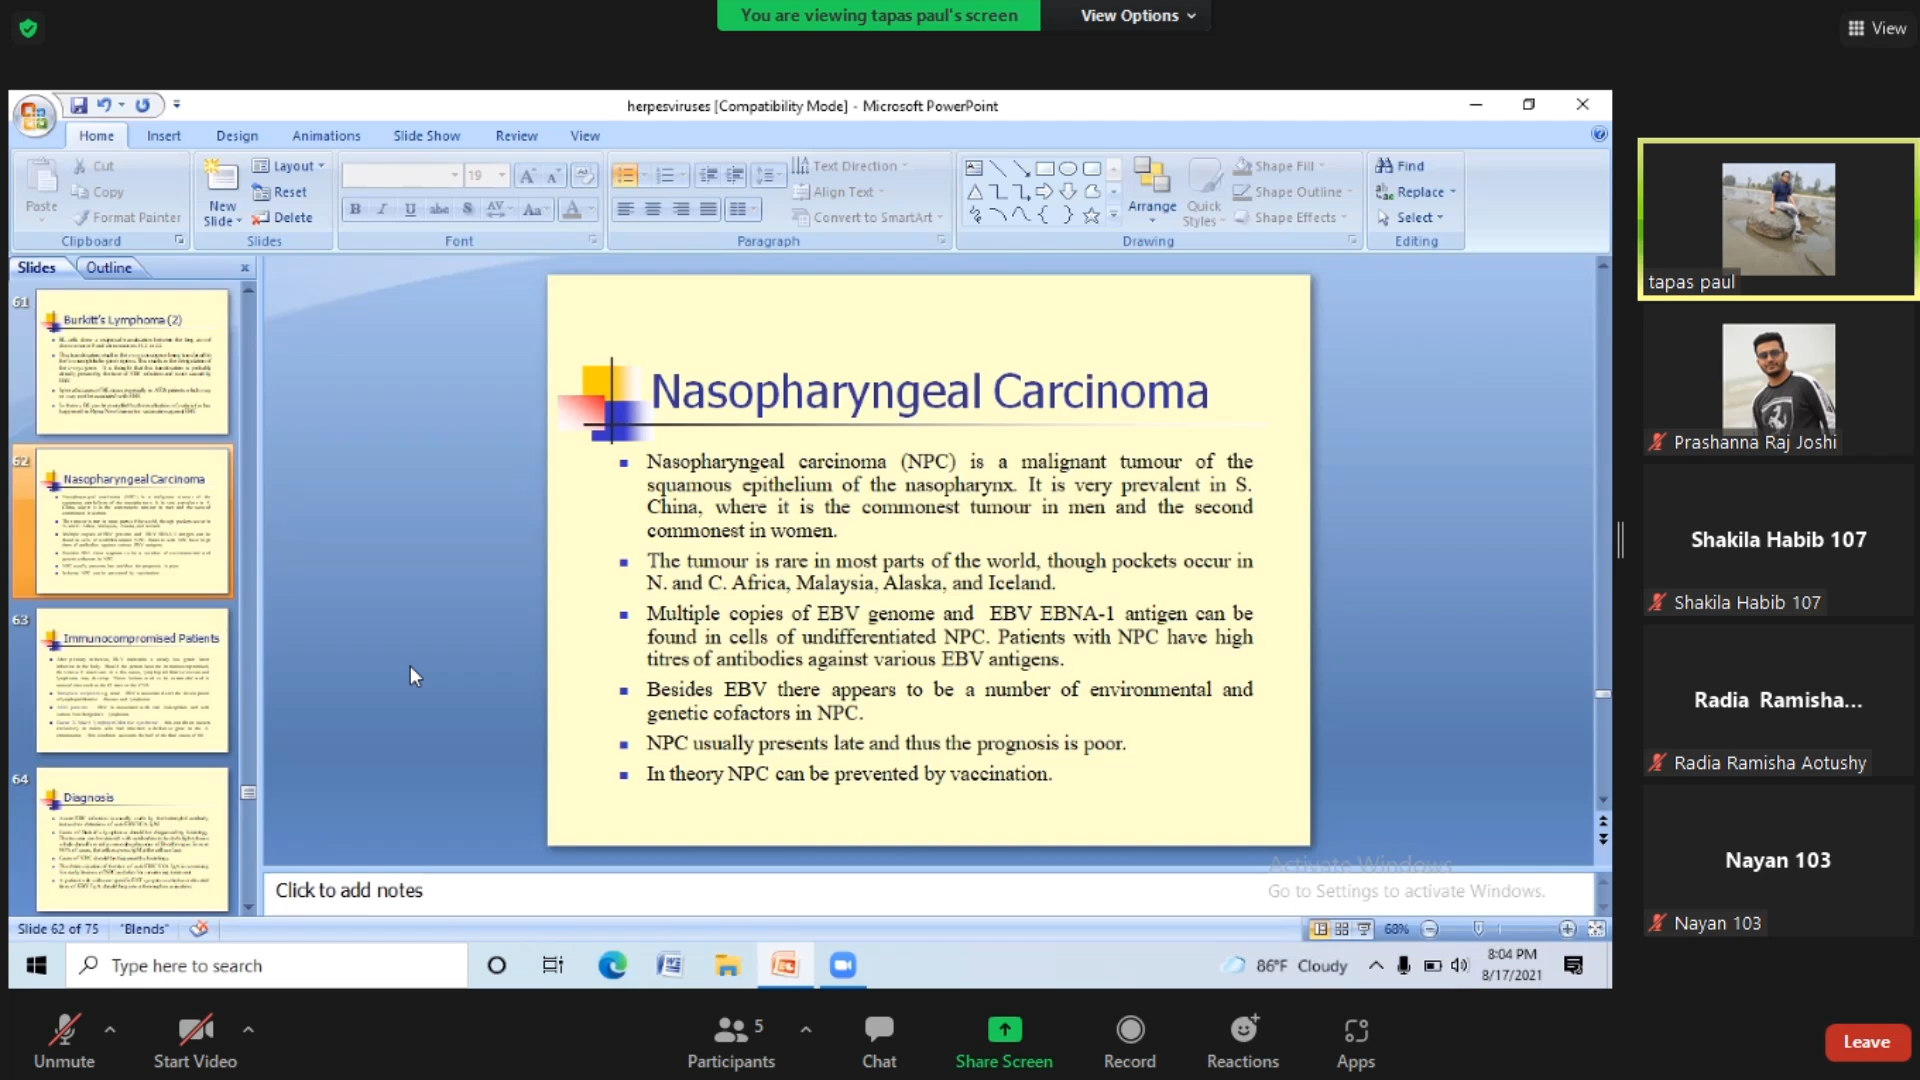 You are viewing tapas paul's screen
View Options
View
herpesviruses [Compatibility Mode] - Microsoft PowerPoint
Home Insert Design Animations Slide Show Review View
Paste
Cut
Copy
Format Painter
Clipboard
New Slide
Layout
Reset
Delete
Slides
19
B I U abc S AV Aa A
Font
Text Direction
Align Text
Convert to SmartArt
Paragraph
Arrange
Quick Styles
Shape Fill
Shape Outline
Shape Effects
Drawing
Find
Replace
Select
Editing
Slides Outline
61
Burkitt's Lymphoma (2)
62
Nasopharyngeal Carcinoma
63
Immunocompromised Patients
64
Diagnosis
Nasopharyngeal Carcinoma
Nasopharyngeal carcinoma (NPC) is a malignant tumour of the
squamous epithelium of the nasopharynx. It is very prevalent in S.
China, where it is the commonest tumour in men and the second
commonest in women.
The tumour is rare in most parts of the world, though pockets occur in
N. and C. Africa, Malaysia, Alaska, and Iceland.
Multiple copies of EBV genome and EBV EBNA-1 antigen can be
found in cells of undifferentiated NPC. Patients with NPC have high
titres of antibodies against various EBV antigens.
Besides EBV there appears to be a number of environmental and
genetic cofactors in NPC.
NPC usually presents late and thus the prognosis is poor.
In theory NPC can be prevented by vaccination.
Activate Windows
Go to Settings to activate Windows.
Click to add notes
Slide 62 of 75 "Blends"
68%
Type here to search
86°F Cloudy
8:04 PM
8/17/2021
tapas paul
Prashanna Raj Joshi
Shakila Habib 107
Shakila Habib 107
Radia Ramisha...
Radia Ramisha Aotushy
Nayan 103
Nayan 103
Unmute
Start Video
Participants 5
Chat
Share Screen
Record
Reactions
Apps
Leave